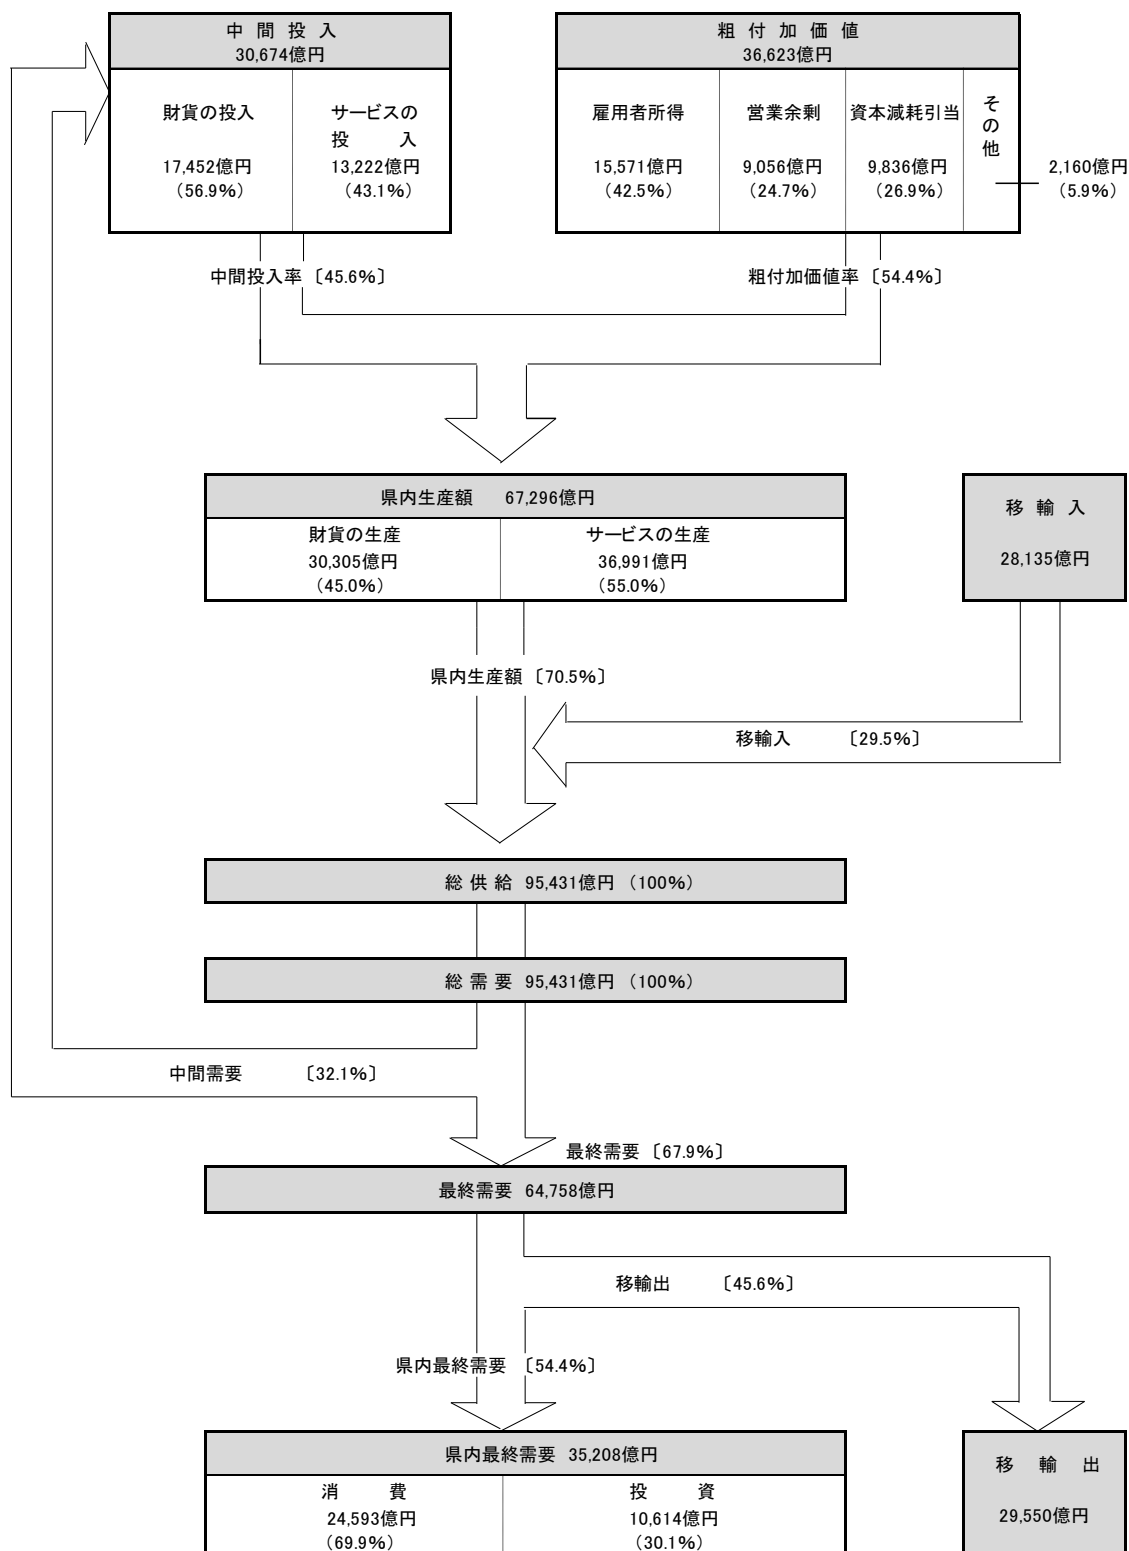 中 間 投 入
30,674億円
財貨の投入
17,452億円
(56.9%)
サービスの
投 入
13,222億円
(43.1%)
粗 付 加 価 値
36,623億円
雇用者所得
15,571億円
(42.5%)
営業余剰
9,056億円
(24.7%)
資本減耗引当
9,836億円
(26.9%)
その他
2,160億円
(5.9%)
中間投入率 〔45.6%〕
粗付加価値率 〔54.4%〕
県内生産額 67,296億円
財貨の生産
30,305億円
(45.0%)
サービスの生産
36,991億円
(55.0%)
移 輸 入
28,135億円
県内生産額 〔70.5%〕
移輸入 〔29.5%〕
総 供 給 95,431億円 (100%)
総 需 要 95,431億円 (100%)
中間需要 〔32.1%〕
最終需要 〔67.9%〕
最終需要 64,758億円
移輸出 〔45.6%〕
県内最終需要 〔54.4%〕
県内最終需要 35,208億円
消 費
24,593億円
(69.9%)
投 資
10,614億円
(30.1%)
移 輸 出
29,550億円